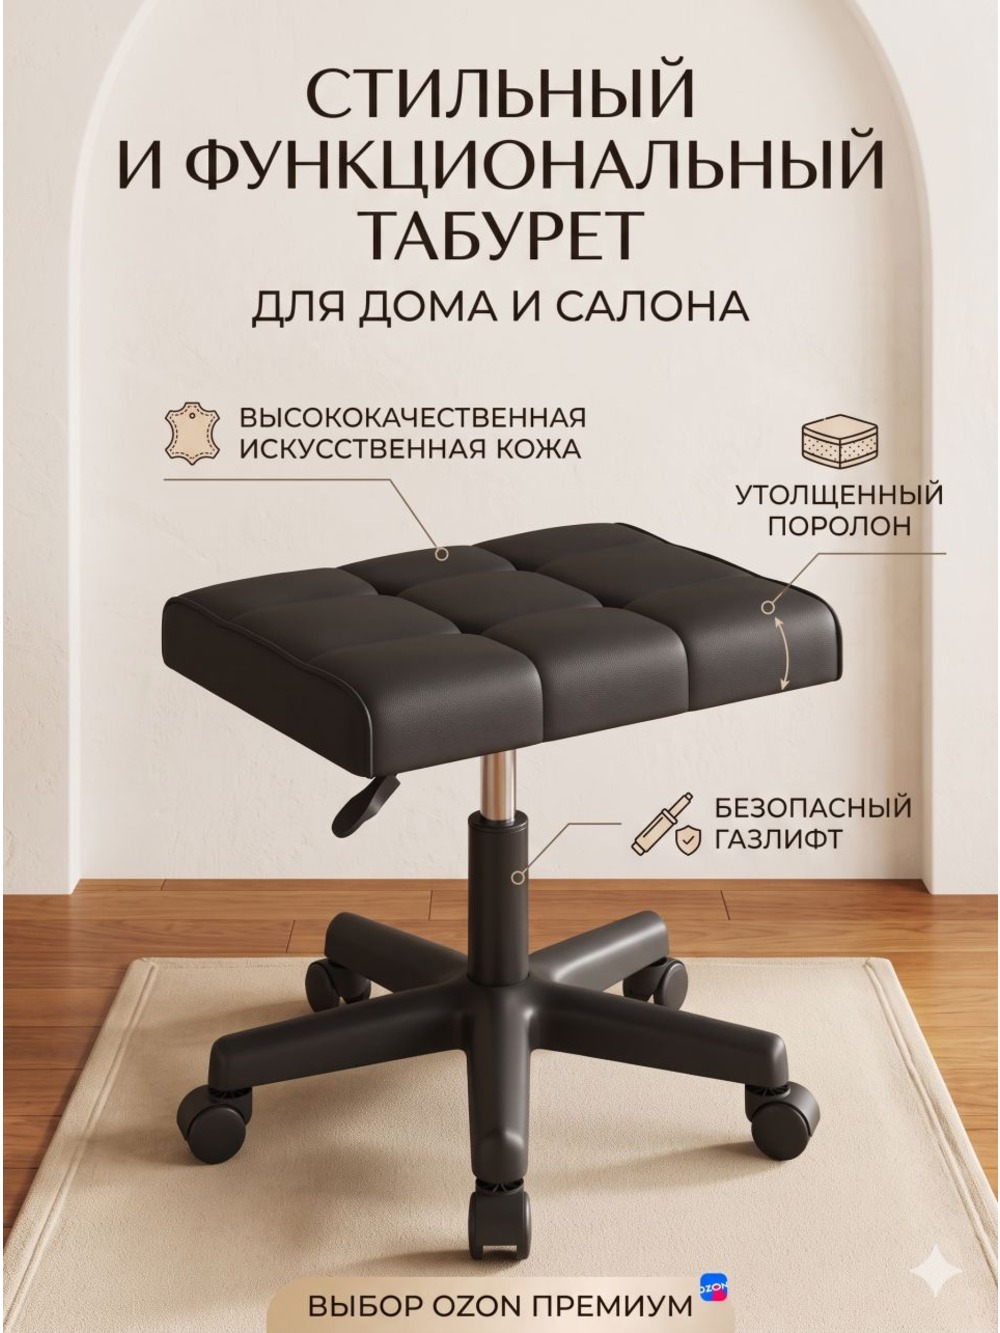 СТИЛЬНЫЙ
И ФУНКЦИОНАЛЬНЫЙ
ТАБУРЕТ
ДЛЯ ДОМА И САЛОНА
ВЫСОКОКАЧЕСТВЕННАЯ
ИСКУССТВЕННАЯ КОЖА
УТОЛЩЕННЫЙ
ПОРОЛОН
БЕЗОПАСНЫЙ
ГАЗЛИФТ
ВЫБОР OZON ПРЕМИУМ
OZON